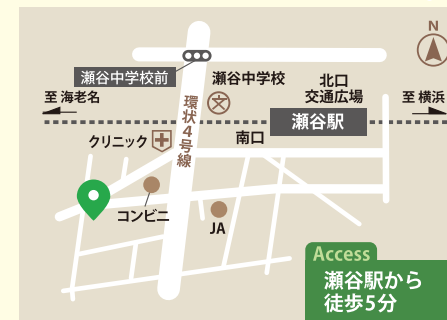 N
瀬谷中学校前
瀬谷中学校
北口
交通広場
至 海老名
至 横浜
瀬谷駅
環状4号線
クリニック
南口
コンビニ
JA
Access
瀬谷駅から
徒歩5分